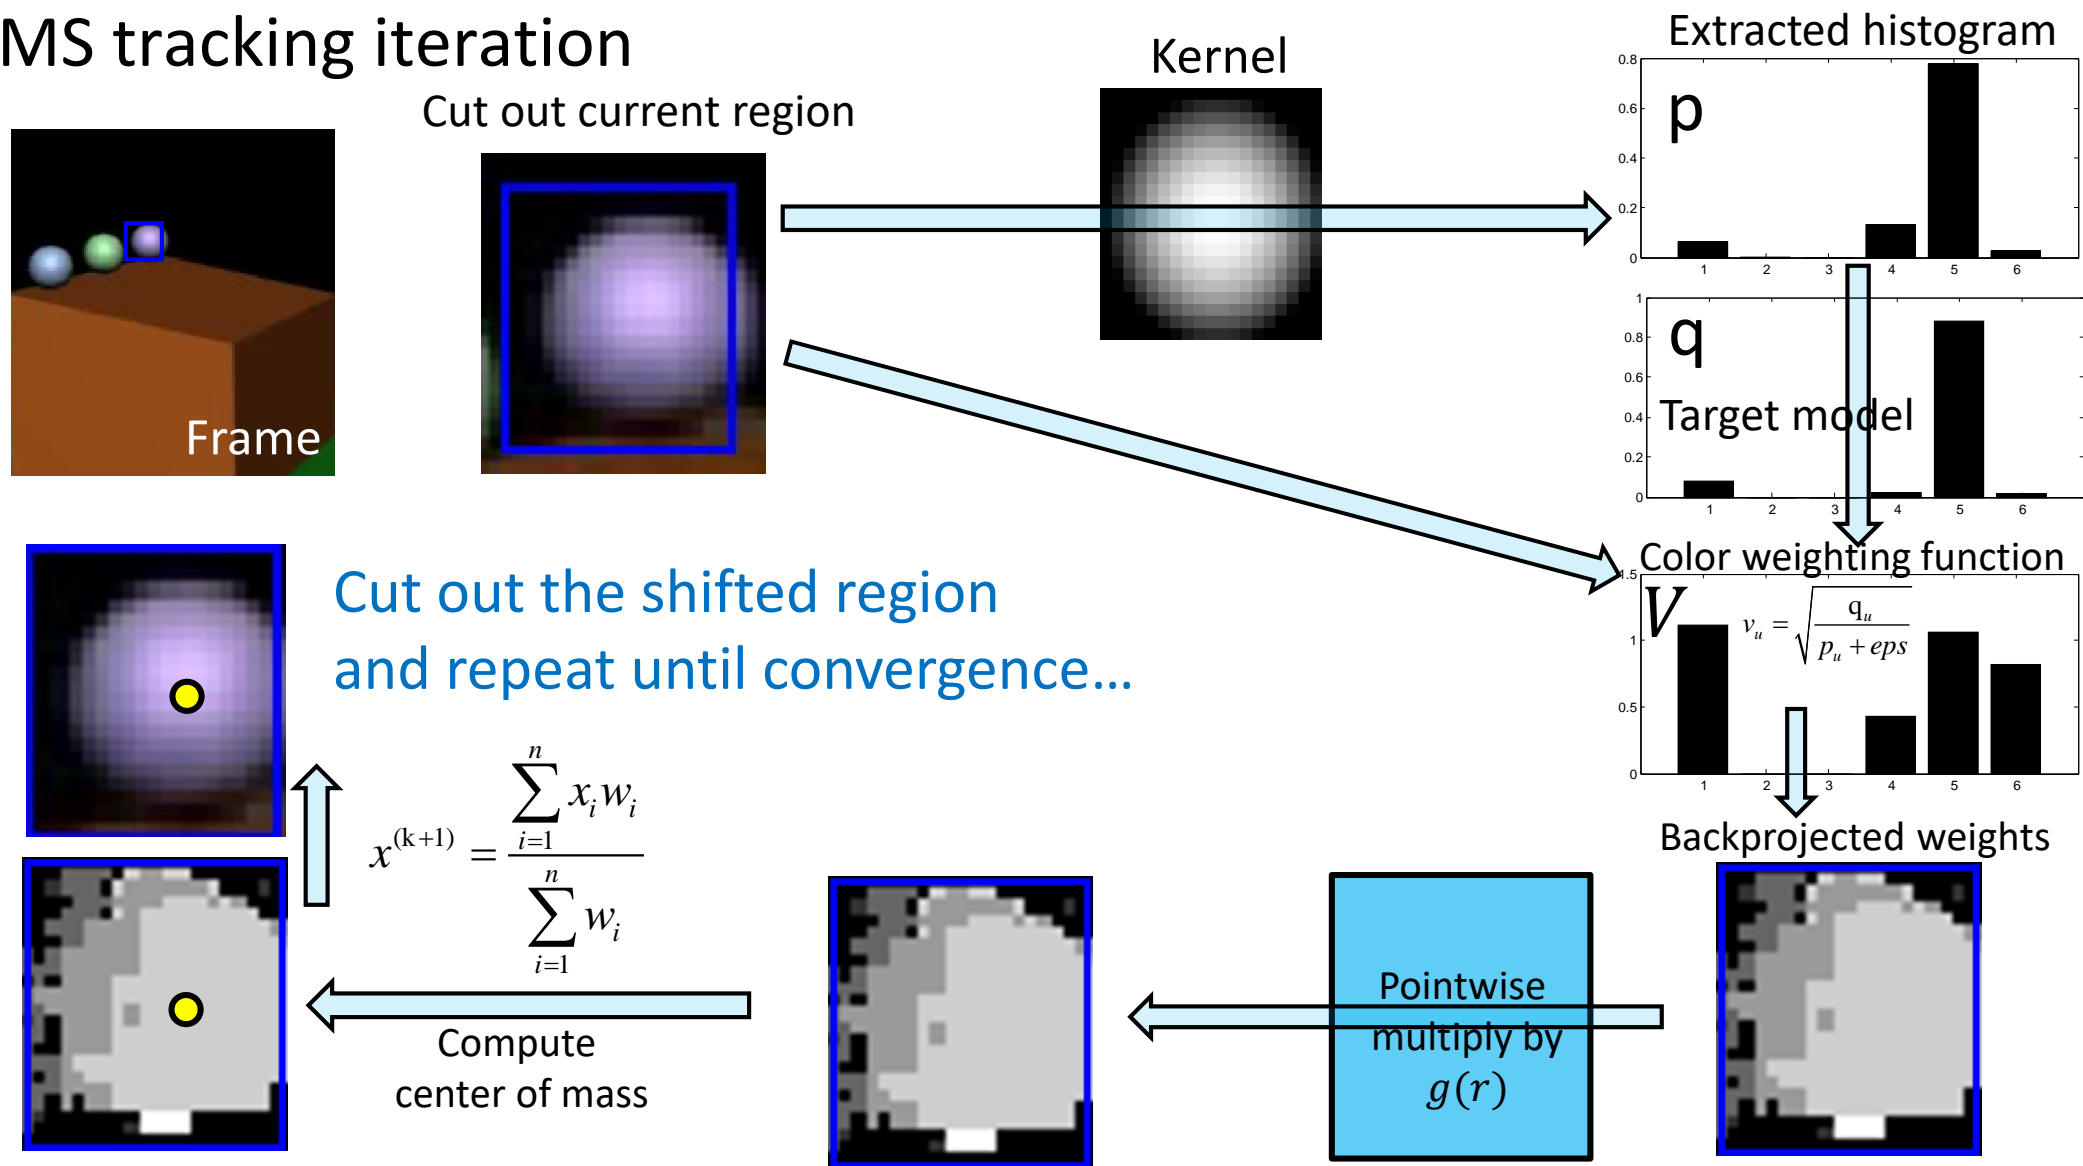 MS tracking iteration
Cut out current region
Frame
Kernel
Extracted histogram
p
0.8
0.6
0.4
0.2
0
1 2 3 4 5 6
q
Target model
1
0.8
0.6
0.4
0.2
0
1 2 3 4 5 6
Color weighting function
V
v_u = √(q_u / (p_u + eps))
1.5
1
0.5
0
1 2 3 4 5 6
Backprojected weights
Pointwise
multiply by
g(r)
Compute
center of mass
x^(k+1) = ∑_{i=1}^{n} x_i w_i / ∑_{i=1}^{n} w_i
Cut out the shifted region
and repeat until convergence…